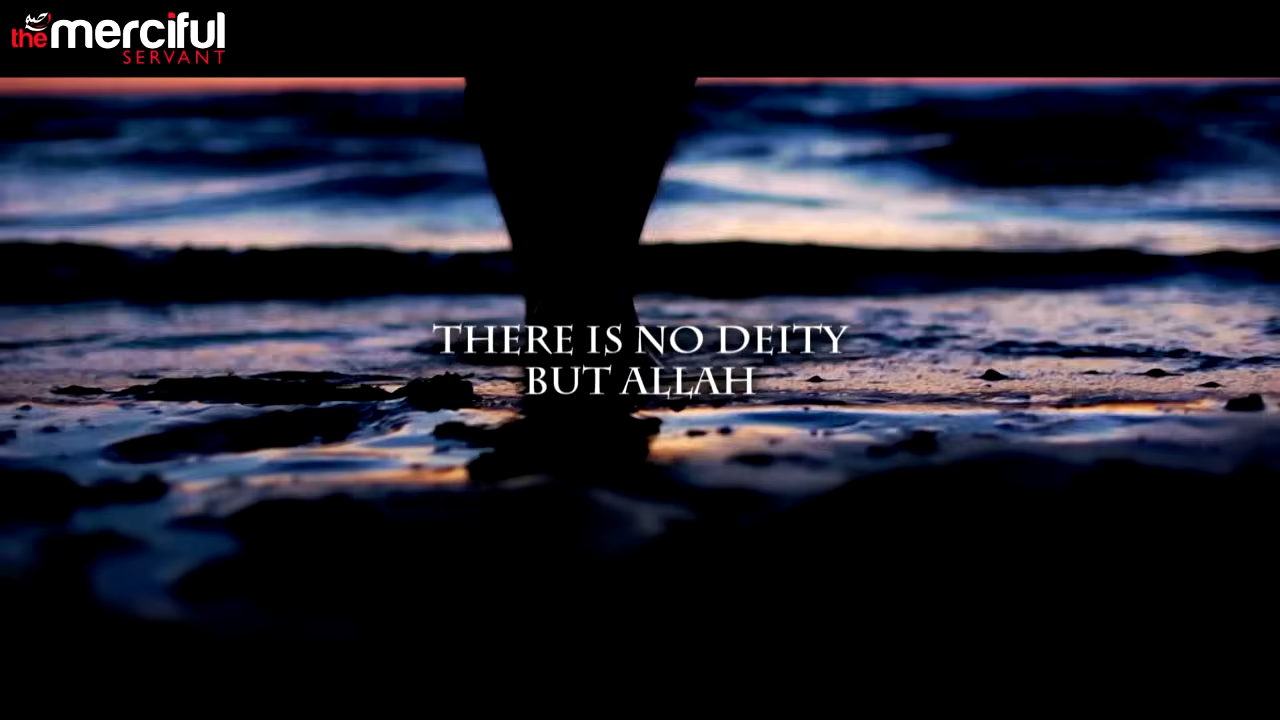 the merciful
SERVANT
THERE IS NO DEITY
BUT ALLAH